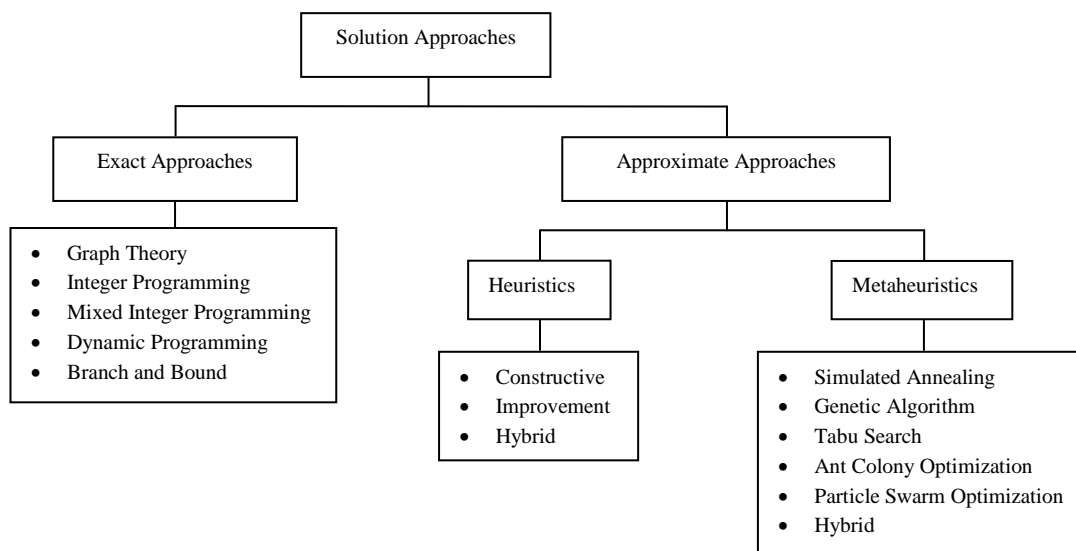 Solution Approaches
Exact Approaches
Approximate Approaches
• Graph Theory
• Integer Programming
• Mixed Integer Programming
• Dynamic Programming
• Branch and Bound
Heuristics
Metaheuristics
• Constructive
• Improvement
• Hybrid
• Simulated Annealing
• Genetic Algorithm
• Tabu Search
• Ant Colony Optimization
• Particle Swarm Optimization
• Hybrid